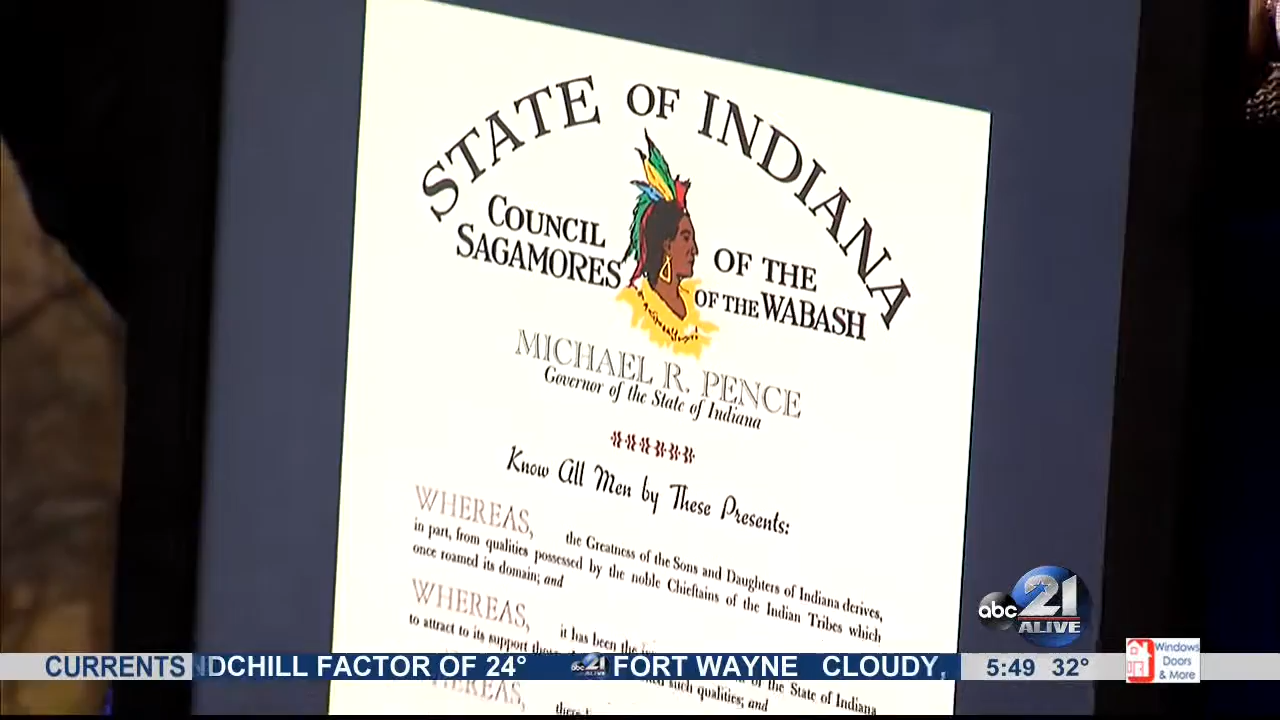 STATE OF INDIANA
COUNCIL OF THE
SAGAMORES OF THE WABASH
MICHAEL R. PENCE
Governor of the State of Indiana
Know All Men by These Presents:
WHEREAS, the Greatness of the Sons and Daughters of Indiana derives,
in part, from qualities possessed by the noble Chieftains of the Indian Tribes which
once roamed its domain; and
WHEREAS, it has been the
to attract to its support of the State of Indiana
such qualities; and
WHEREAS,
abc 21
ALIVE
CURRENTS NDCHILL FACTOR OF 24° abc 21 ALIVE FORT WAYNE CLOUDY, 5:49 32°
Windows
Doors
& More